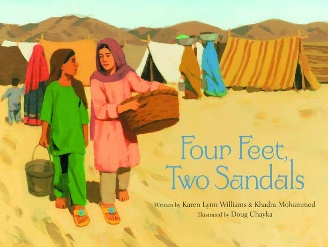 Four Feet,
Two Sandals
Written by Karen Lynn Williams & Khadra Mohammed
Illustrated by Doug Chayka